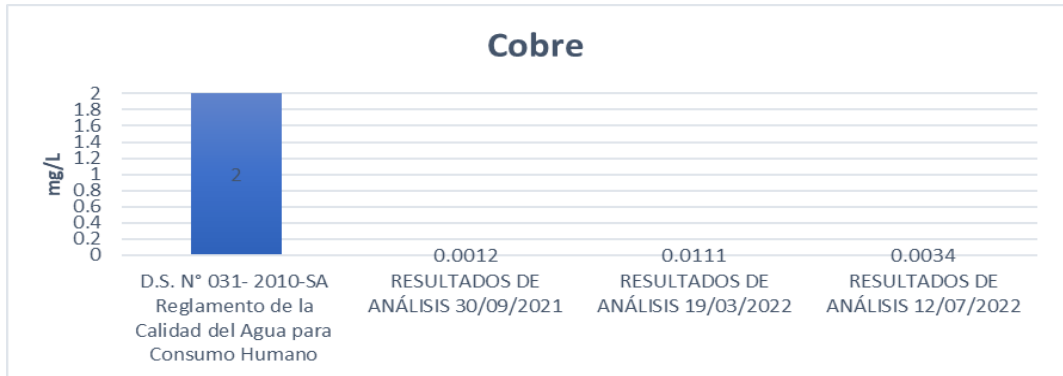 Cobre
mg/L
2
1.8
1.6
1.4
1.2
1
0.8
0.6
0.4
0.2
0
2
0.0012
0.0111
0.0034
D.S. N° 031- 2010-SA
Reglamento de la
Calidad del Agua para
Consumo Humano
RESULTADOS DE
ANÁLISIS 30/09/2021
RESULTADOS DE
ANÁLISIS 19/03/2022
RESULTADOS DE
ANÁLISIS 12/07/2022